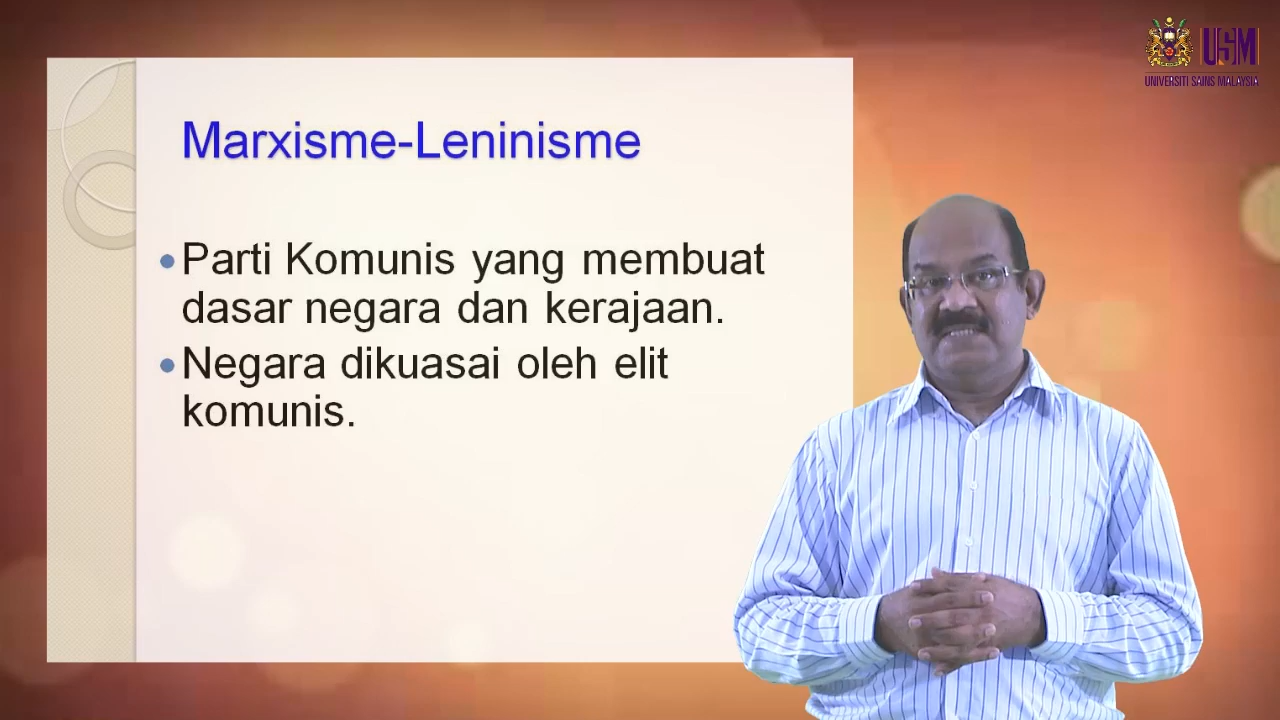 USM
UNIVERSITI SAINS MALAYSIA
Marxisme-Leninisme
Parti Komunis yang membuat
dasar negara dan kerajaan.
Negara dikuasai oleh elit
komunis.